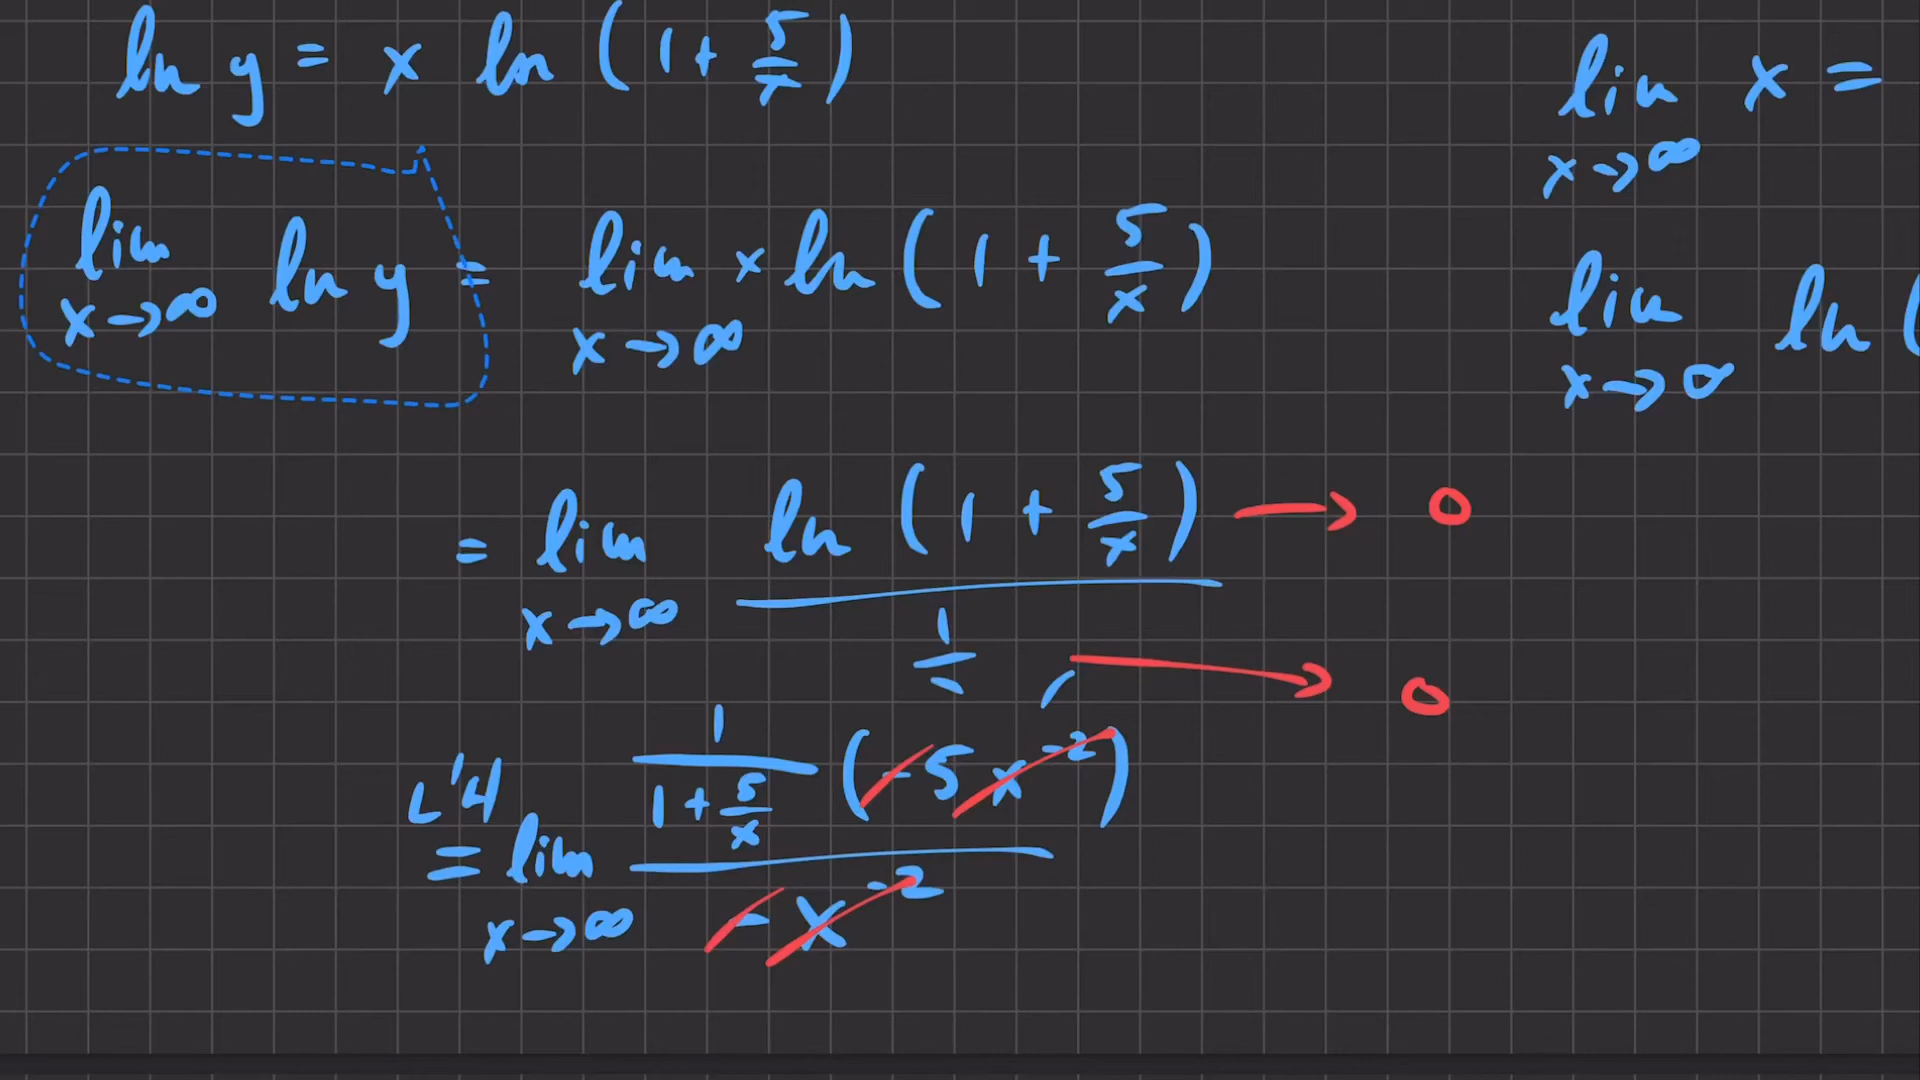 ln y = x ln (1 + 5/x)
lim x→∞ ln y = lim x→∞ x ln (1 + 5/x)
= lim x→∞ ln (1 + 5/x) / (1/x) → 0
→ 0
L'H = lim x→∞ 1/(1 + 5/x) (-5x^-2) / -x^-2
lim x→∞ x =
lim x→∞ ln (